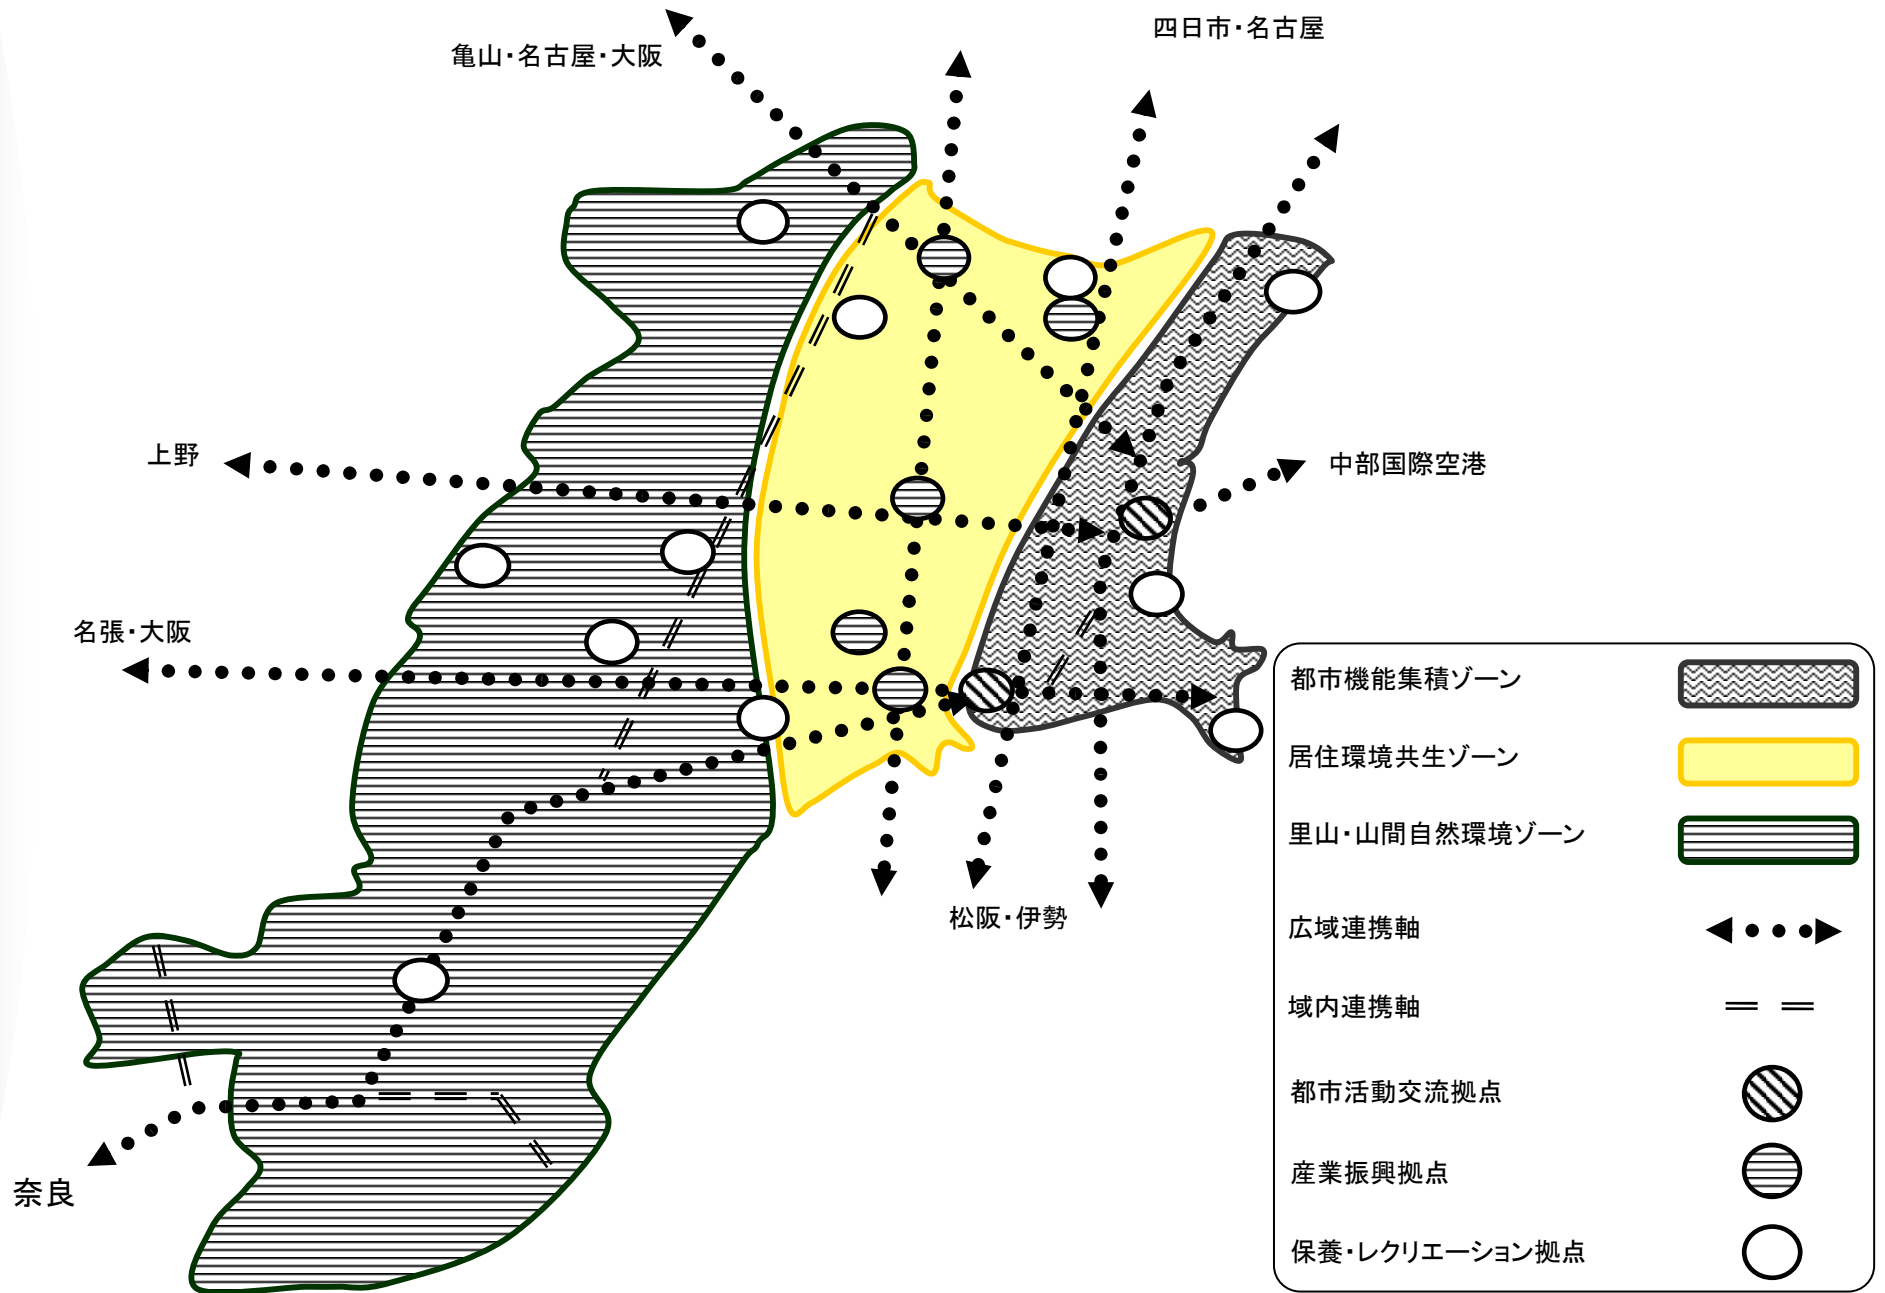 四日市・名古屋
亀山・名古屋・大阪
上野
中部国際空港
名張・大阪
松阪・伊勢
奈良
都市機能集積ゾーン
居住環境共生ゾーン
里山・山間自然環境ゾーン
広域連携軸
域内連携軸
都市活動交流拠点
産業振興拠点
保養・レクリエーション拠点